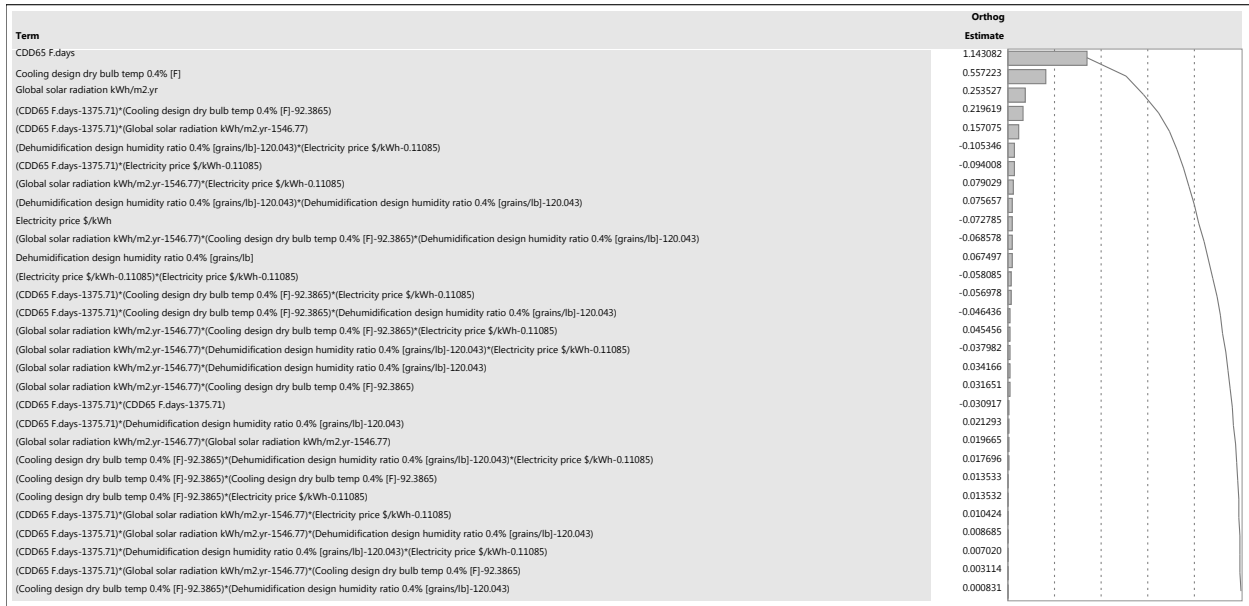 Orthog
Term Estimate
CDD65 F.days 1.143082
Cooling design dry bulb temp 0.4% [F] 0.557223
Global solar radiation kWh/m2.yr 0.253527
(CDD65 F.days-1375.71)*(Cooling design dry bulb temp 0.4% [F]-92.3865) 0.219619
(CDD65 F.days-1375.71)*(Global solar radiation kWh/m2.yr-1546.77) 0.157075
(Dehumidification design humidity ratio 0.4% [grains/lb]-120.043)*(Electricity price $/kWh-0.11085) -0.105346
(CDD65 F.days-1375.71)*(Electricity price $/kWh-0.11085) -0.094008
(Global solar radiation kWh/m2.yr-1546.77)*(Electricity price $/kWh-0.11085) 0.079029
(Dehumidification design humidity ratio 0.4% [grains/lb]-120.043)*(Dehumidification design humidity ratio 0.4% [grains/lb]-120.043) 0.075657
Electricity price $/kWh -0.072785
(Global solar radiation kWh/m2.yr-1546.77)*(Cooling design dry bulb temp 0.4% [F]-92.3865)*(Dehumidification design humidity ratio 0.4% [grains/lb]-120.043) -0.068578
Dehumidification design humidity ratio 0.4% [grains/lb] 0.067497
(Electricity price $/kWh-0.11085)*(Electricity price $/kWh-0.11085) -0.058085
(CDD65 F.days-1375.71)*(Cooling design dry bulb temp 0.4% [F]-92.3865)*(Electricity price $/kWh-0.11085) -0.056978
(CDD65 F.days-1375.71)*(Cooling design dry bulb temp 0.4% [F]-92.3865)*(Dehumidification design humidity ratio 0.4% [grains/lb]-120.043) -0.046436
(Global solar radiation kWh/m2.yr-1546.77)*(Cooling design dry bulb temp 0.4% [F]-92.3865)*(Electricity price $/kWh-0.11085) 0.045456
(Global solar radiation kWh/m2.yr-1546.77)*(Dehumidification design humidity ratio 0.4% [grains/lb]-120.043)*(Electricity price $/kWh-0.11085) -0.037982
(Global solar radiation kWh/m2.yr-1546.77)*(Dehumidification design humidity ratio 0.4% [grains/lb]-120.043) 0.034166
(Global solar radiation kWh/m2.yr-1546.77)*(Cooling design dry bulb temp 0.4% [F]-92.3865) 0.031651
(CDD65 F.days-1375.71)*(CDD65 F.days-1375.71) -0.030917
(CDD65 F.days-1375.71)*(Dehumidification design humidity ratio 0.4% [grains/lb]-120.043) 0.021293
(Global solar radiation kWh/m2.yr-1546.77)*(Global solar radiation kWh/m2.yr-1546.77) 0.019665
(Cooling design dry bulb temp 0.4% [F]-92.3865)*(Dehumidification design humidity ratio 0.4% [grains/lb]-120.043)*(Electricity price $/kWh-0.11085) 0.017696
(Cooling design dry bulb temp 0.4% [F]-92.3865)*(Cooling design dry bulb temp 0.4% [F]-92.3865) 0.013533
(Cooling design dry bulb temp 0.4% [F]-92.3865)*(Electricity price $/kWh-0.11085) 0.013532
(CDD65 F.days-1375.71)*(Global solar radiation kWh/m2.yr-1546.77)*(Electricity price $/kWh-0.11085) 0.010424
(CDD65 F.days-1375.71)*(Global solar radiation kWh/m2.yr-1546.77)*(Dehumidification design humidity ratio 0.4% [grains/lb]-120.043) 0.008685
(CDD65 F.days-1375.71)*(Dehumidification design humidity ratio 0.4% [grains/lb]-120.043)*(Electricity price $/kWh-0.11085) 0.007020
(CDD65 F.days-1375.71)*(Global solar radiation kWh/m2.yr-1546.77)*(Cooling design dry bulb temp 0.4% [F]-92.3865) 0.003114
(Cooling design dry bulb temp 0.4% [F]-92.3865)*(Dehumidification design humidity ratio 0.4% [grains/lb]-120.043) 0.000831